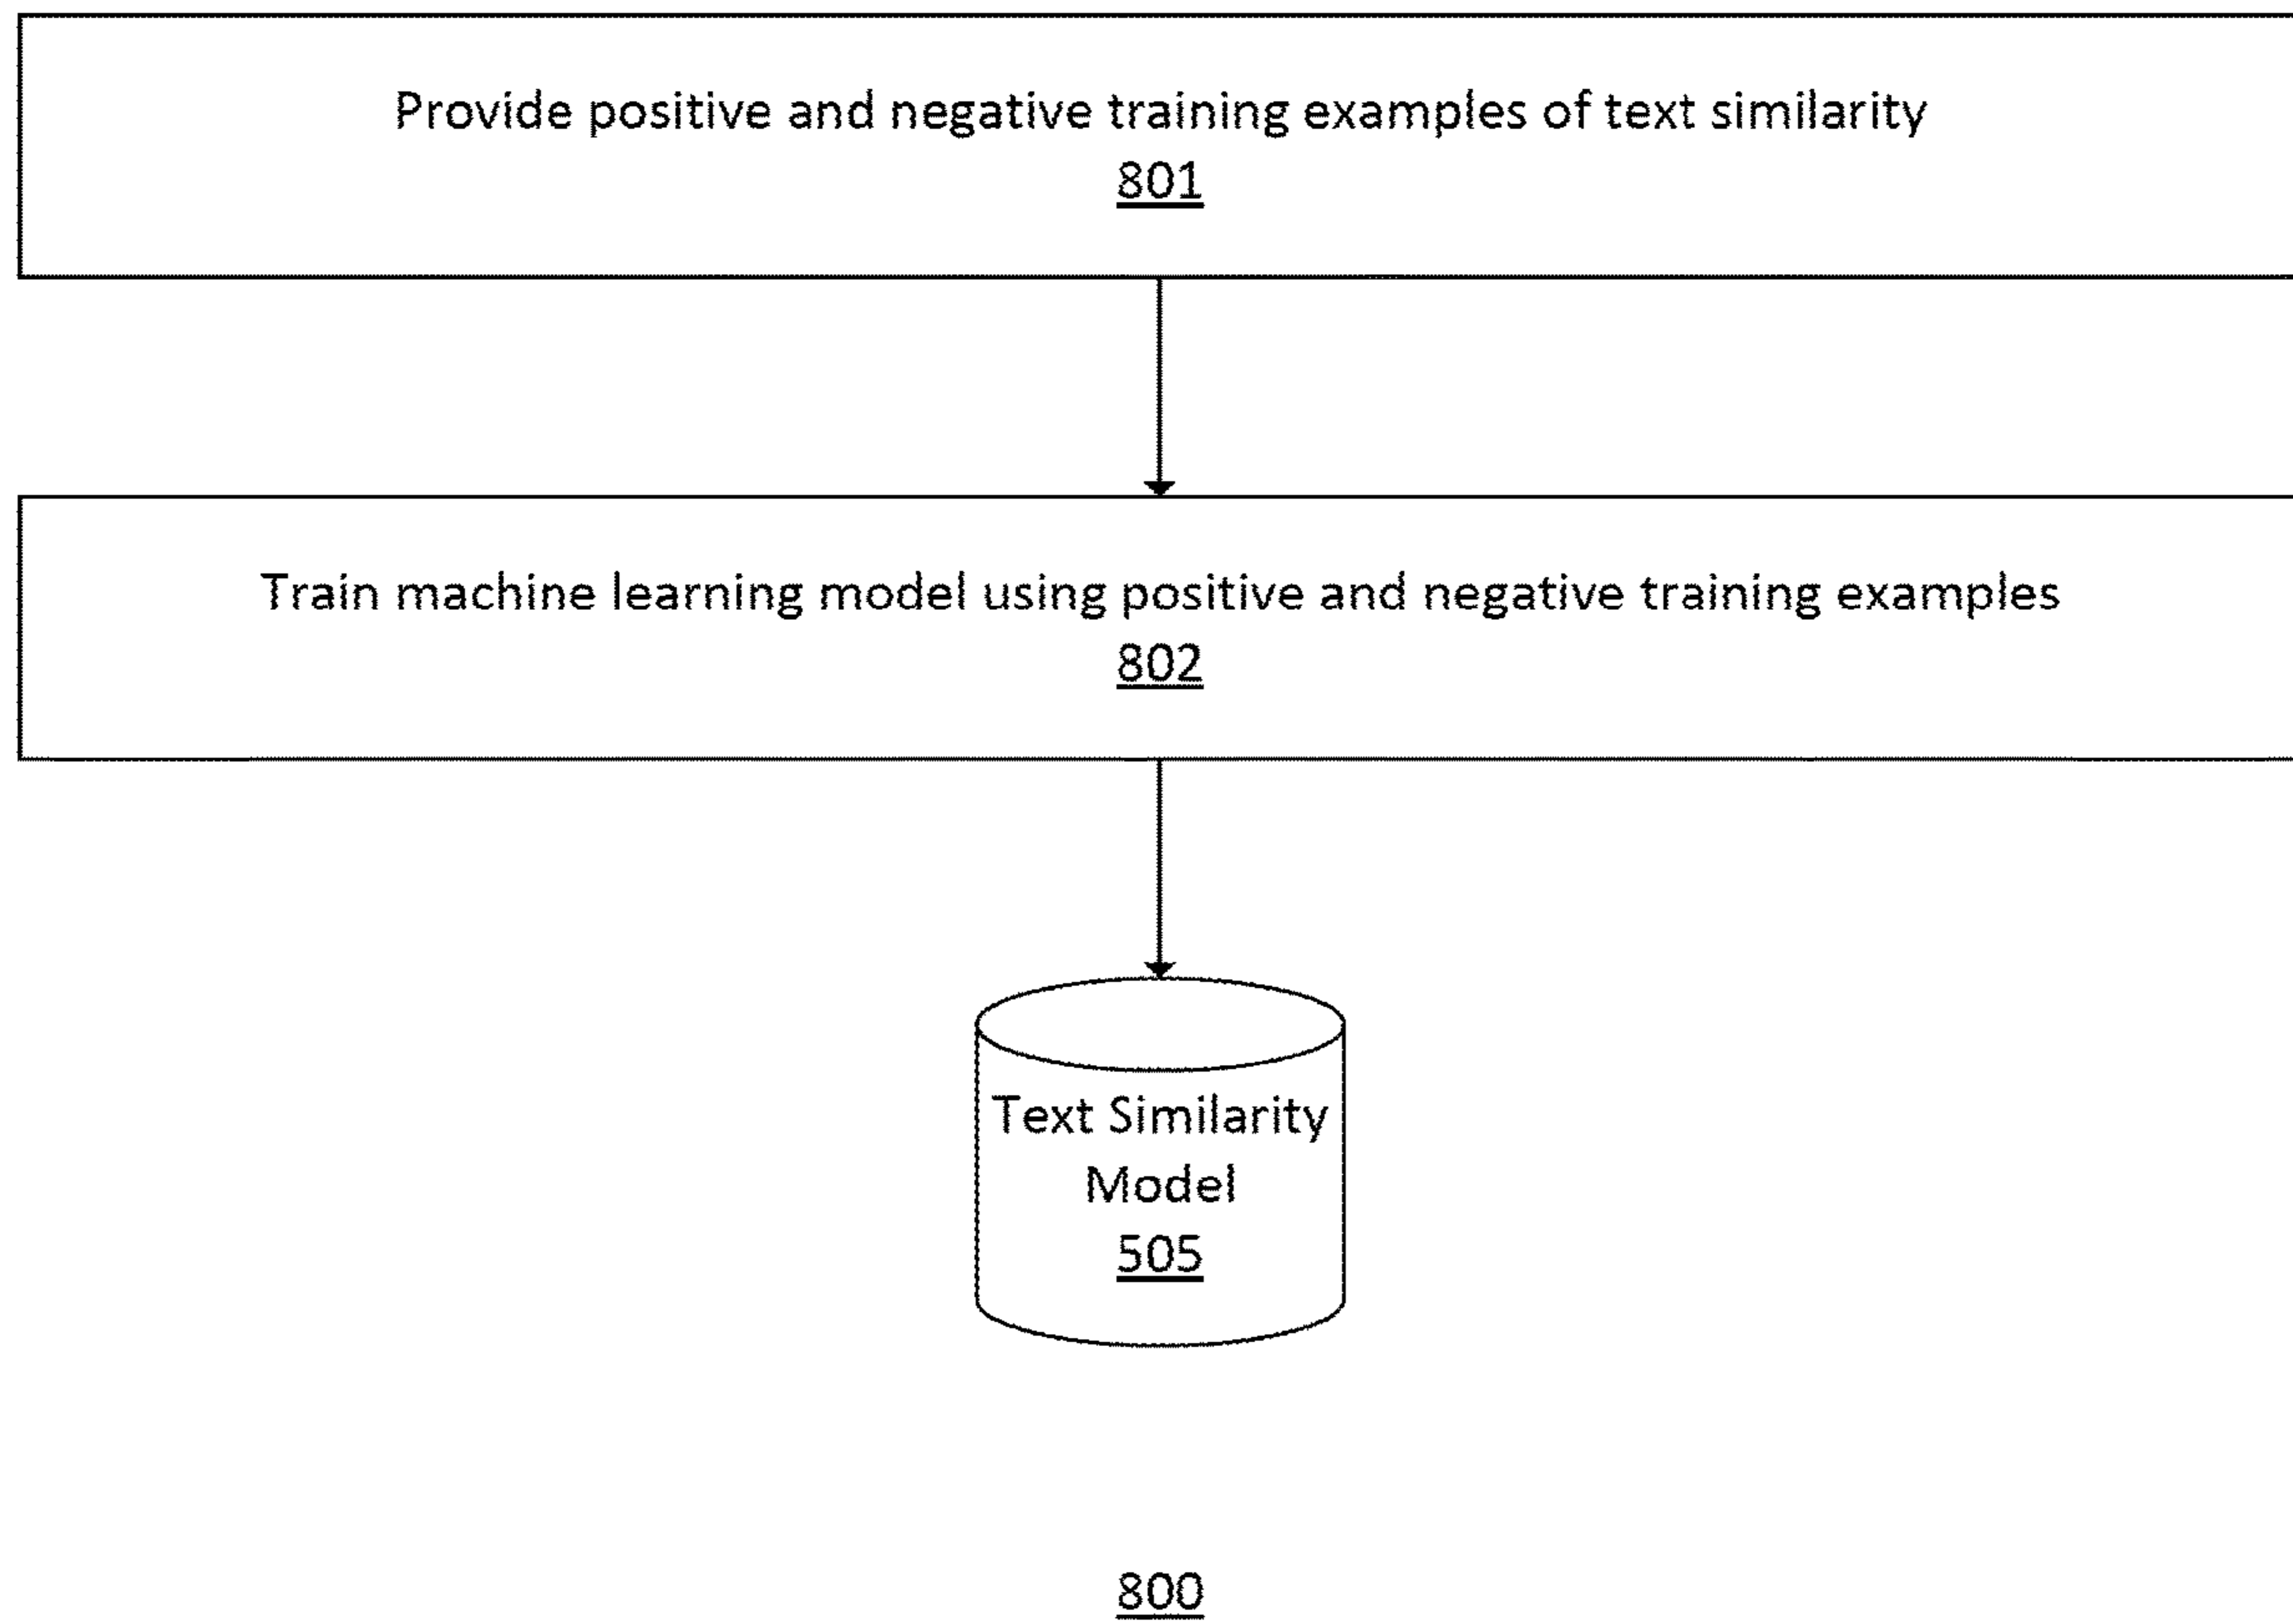 Provide positive and negative training examples of text similarity
801
Train machine learning model using positive and negative training examples
802
Text Similarity
Model
505
800